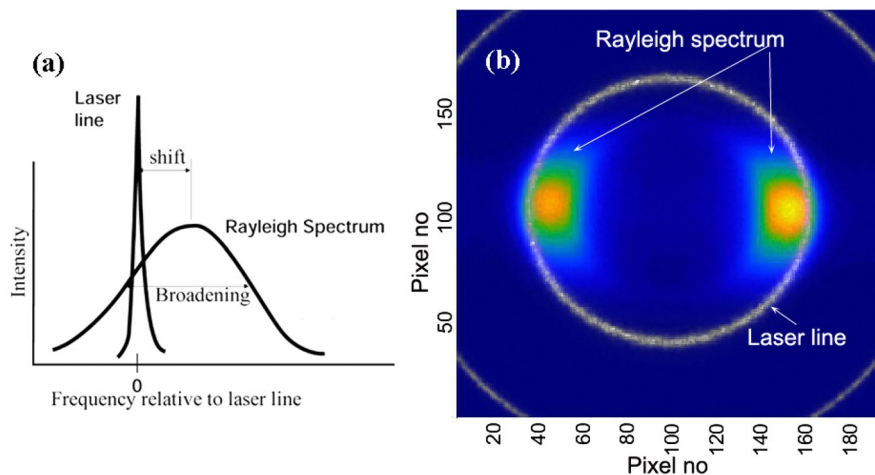 (a)
Laser
line
shift
Rayleigh Spectrum
Broadening
Intensity
0
Frequency relative to laser line
(b)
Rayleigh spectrum
Laser line
Pixel no
50
100
150
20
40
60
80
100
120
140
160
180
Pixel no